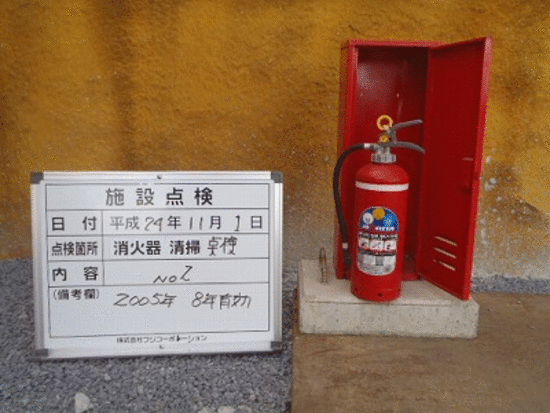 施設点検
日付 平成24年11月1日
点検箇所 消火器 清掃 点検
内容 No2
(備考欄) 2005年 8年有効
株式会社フジコーポレーション